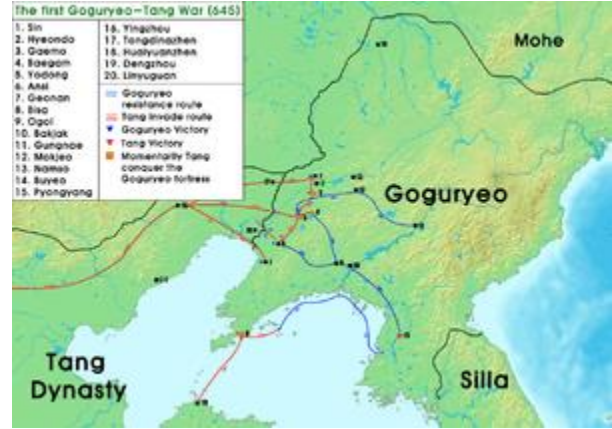 The first Goguryeo-Tang War (645)
1. Sin
2. Hyeondo
3. Gaemo
4. Baegam
5. Yodong
6. Ansi
7. Geonan
8. Bisa
9. Ogol
10. Bakjak
11. Gungnae
12. Mokjeo
13. Namso
14. Buyeo
15. Pyongyang
16. Yingzhou
17. Tongdingzhen
18. Huaiyuanzhen
19. Dengzhou
20. Linyuguan
Goguryeo
resistance route
Tang invade route
Goguryeo Victory
Tang Victory
Momentarily Tang
conquer the
Goguryeo fortress
Mohe
Goguryeo
Tang
Dynasty
Silla